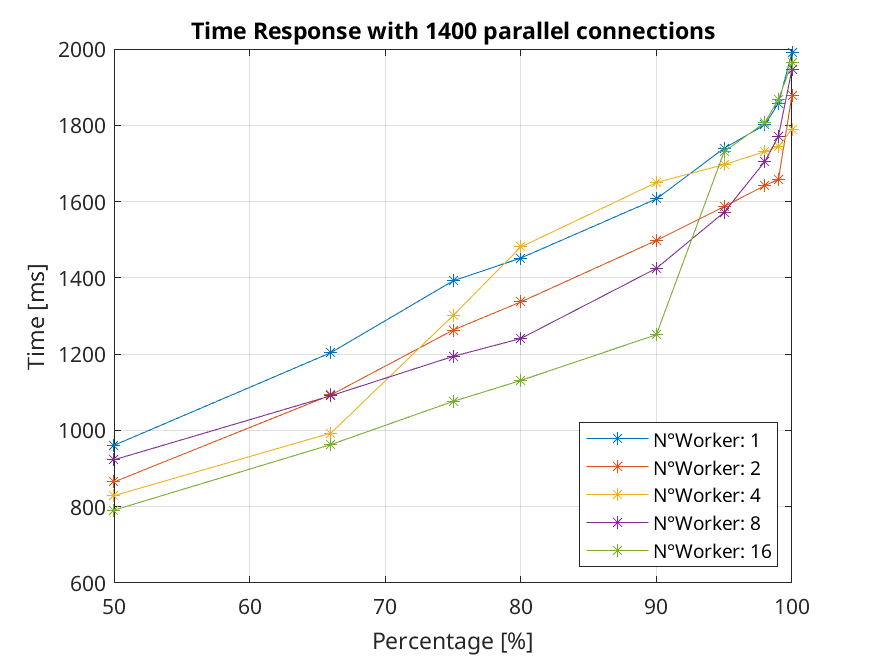 Time Response with 1400 parallel connections
2000
1800
1600
1400
1200
1000
800
600
Time [ms]
50
60
70
80
90
100
Percentage [%]
N°Worker: 1
N°Worker: 2
N°Worker: 4
N°Worker: 8
N°Worker: 16